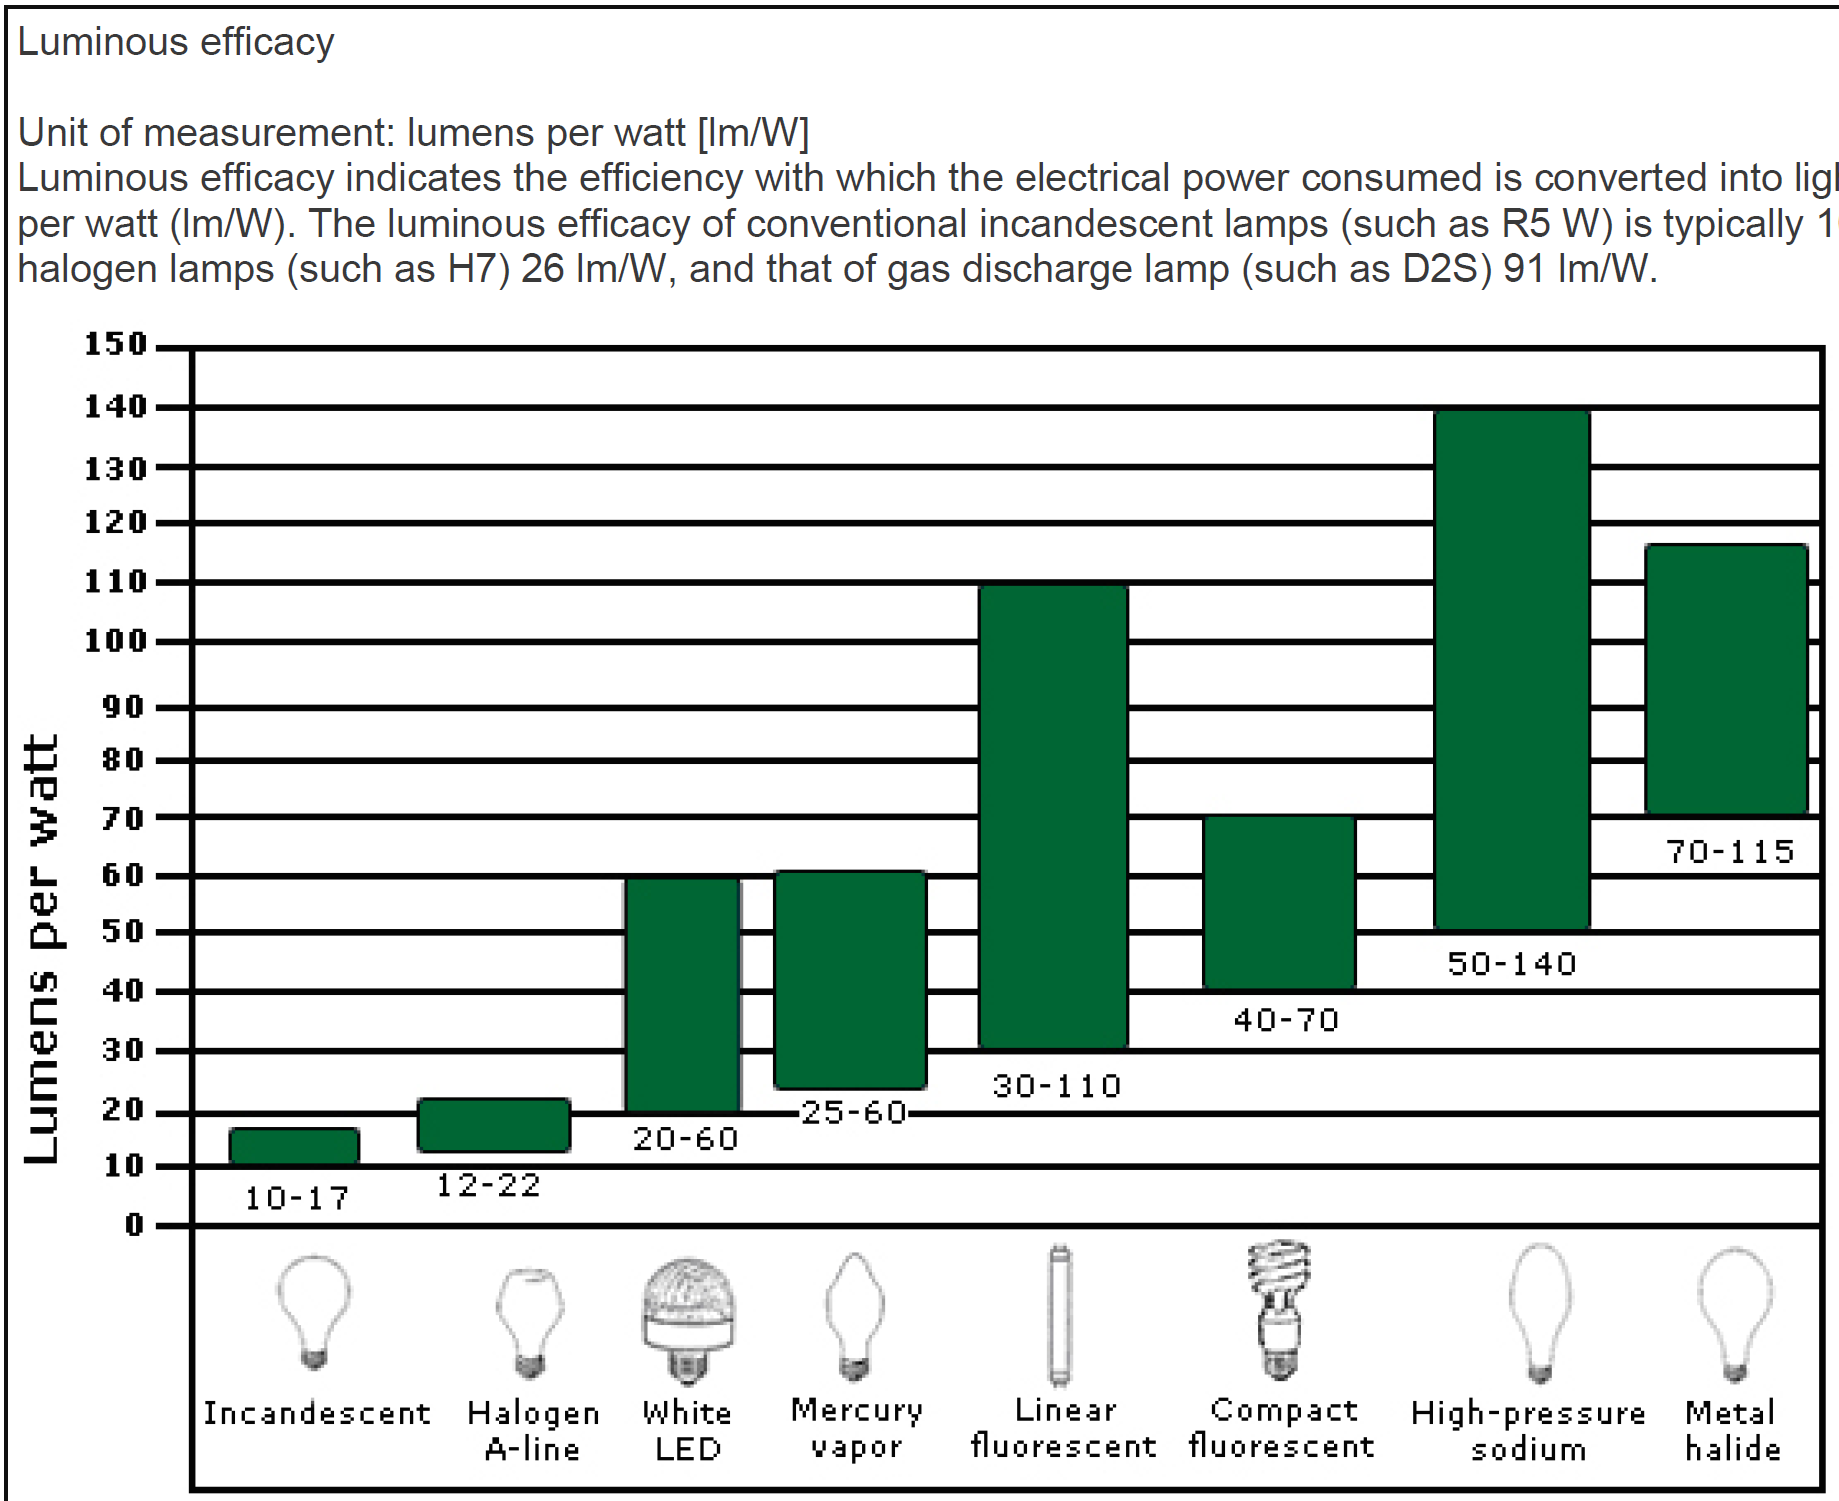 Luminous efficacy
Unit of measurement: lumens per watt [lm/W]
Luminous efficacy indicates the efficiency with which the electrical power consumed is converted into
per watt (lm/W). The luminous efficacy of conventional incandescent lamps (such as R5 W) is typically
halogen lamps (such as H7) 26 lm/W, and that of gas discharge lamp (such as D2S) 91 lm/W.
Lumens per watt
150
140
130
120
110
100
90
80
70
60
50
40
30
20
10
0
10-17
12-22
20-60
25-60
30-110
40-70
50-140
70-115
Incandescent
Halogen
A-line
White
LED
Mercury
vapor
Linear
fluorescent
Compact
fluorescent
High-pressure
sodium
Metal
halide